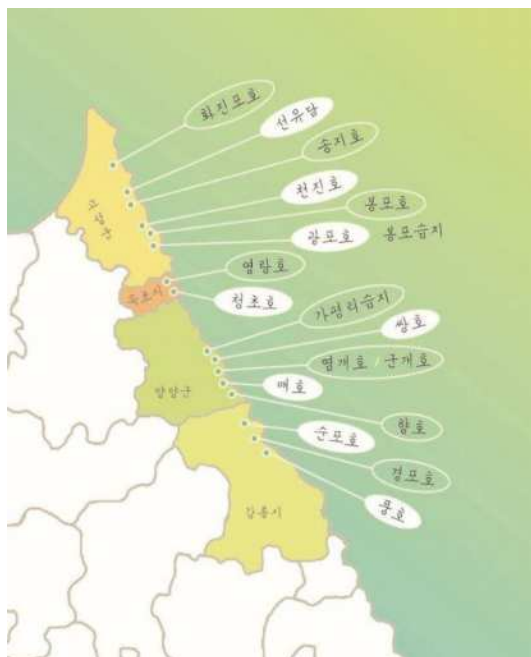 화진포호
선유담
송지호
천진호
봉포호
광포호 봉포습지
고성군
영랑호
속초시
청초호
가평리습지
쌍호
염개호 / 군개호
매호
양양군
향호
순포호
경포호
풍호
강릉시